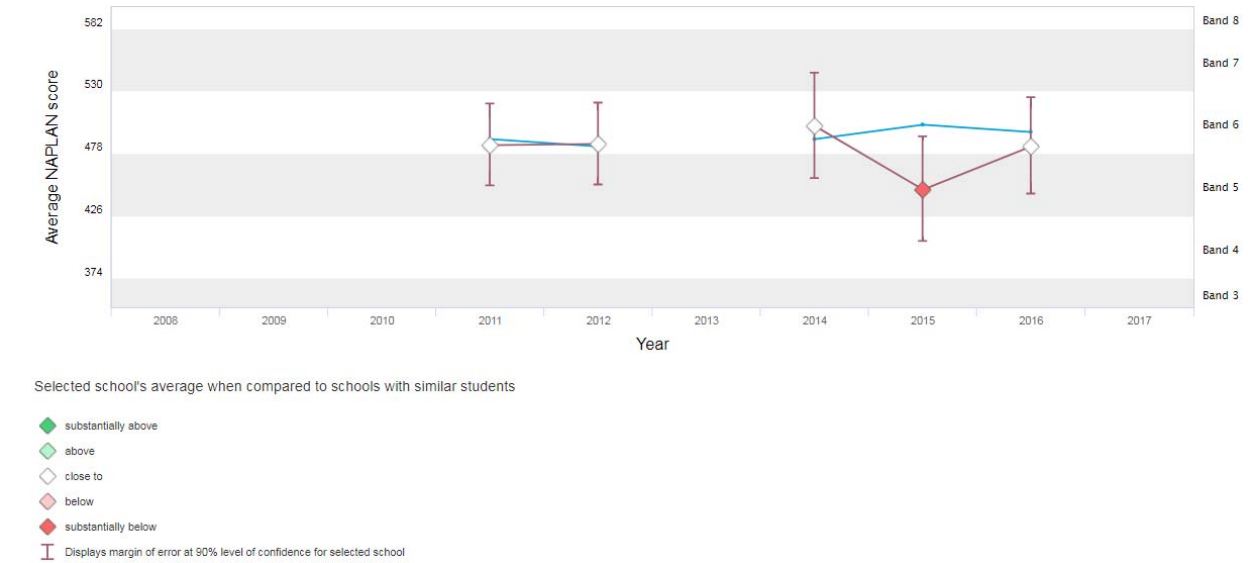 Average NAPLAN score
582
530
478
426
374
Band 8
Band 7
Band 6
Band 5
Band 4
Band 3
2008 2009 2010 2011 2012 2013 2014 2015 2016 2017
Year
Selected school's average when compared to schools with similar students
substantially above
above
close to
below
substantially below
Displays margin of error at 90% level of confidence for selected school